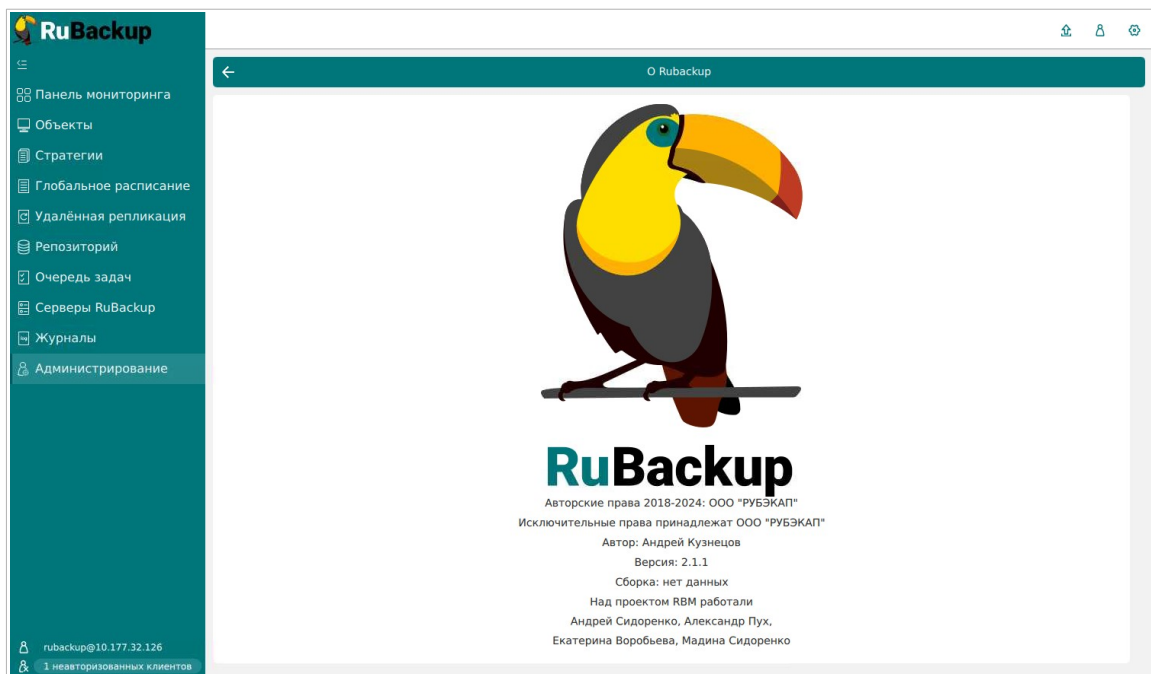 RuBackup
Панель мониторинга
Объекты
Стратегии
Глобальное расписание
Удалённая репликация
Репозиторий
Очередь задач
Серверы RuBackup
Журналы
Администрирование
rubackup@10.177.32.126
1 неавторизованных клиентов
О Rubackup
RuBackup
Авторские права 2018-2024: ООО "РУБЭКАП"
Исключительные права принадлежат ООО "РУБЭКАП"
Автор: Андрей Кузнецов
Версия: 2.1.1
Сборка: нет данных
Над проектом RBM работали
Андрей Сидоренко, Александр Пух,
Екатерина Воробьева, Мадина Сидоренко